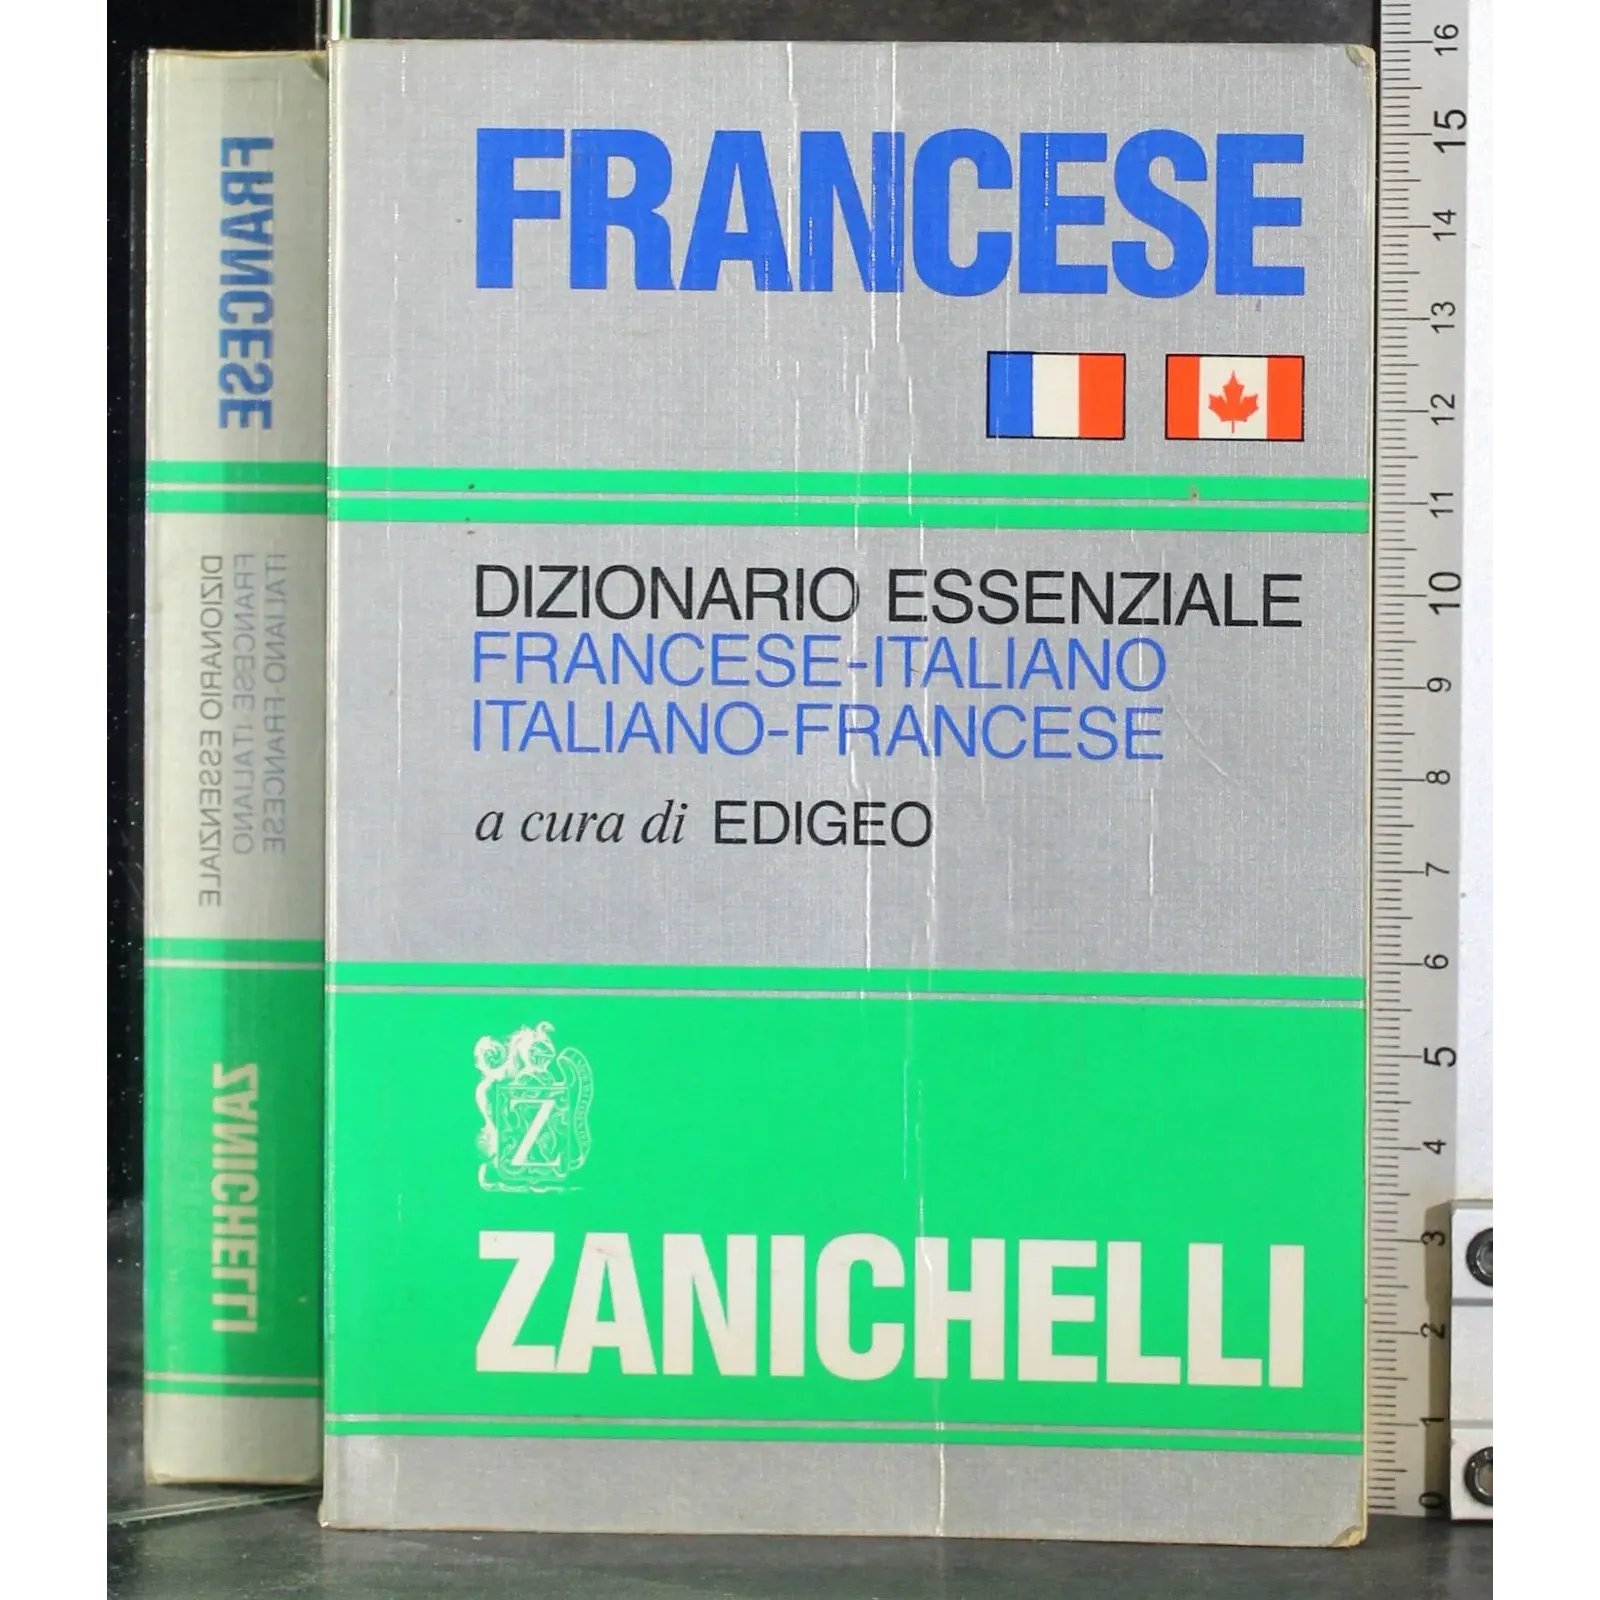 FRANCESE
DIZIONARIO ESSENZIALE
FRANCESE-ITALIANO
ITALIANO-FRANCESE
a cura di EDIGEO
Z
ZANICHELLI
FRANCESE
DIZIONARIO ESSENZIALE
FRANCESE ITALIANO
ITALIANO-FRANCESE
ZANICHELLI
16
15
14
13
12
11
10
9
8
7
6
5
4
3
2
1
0